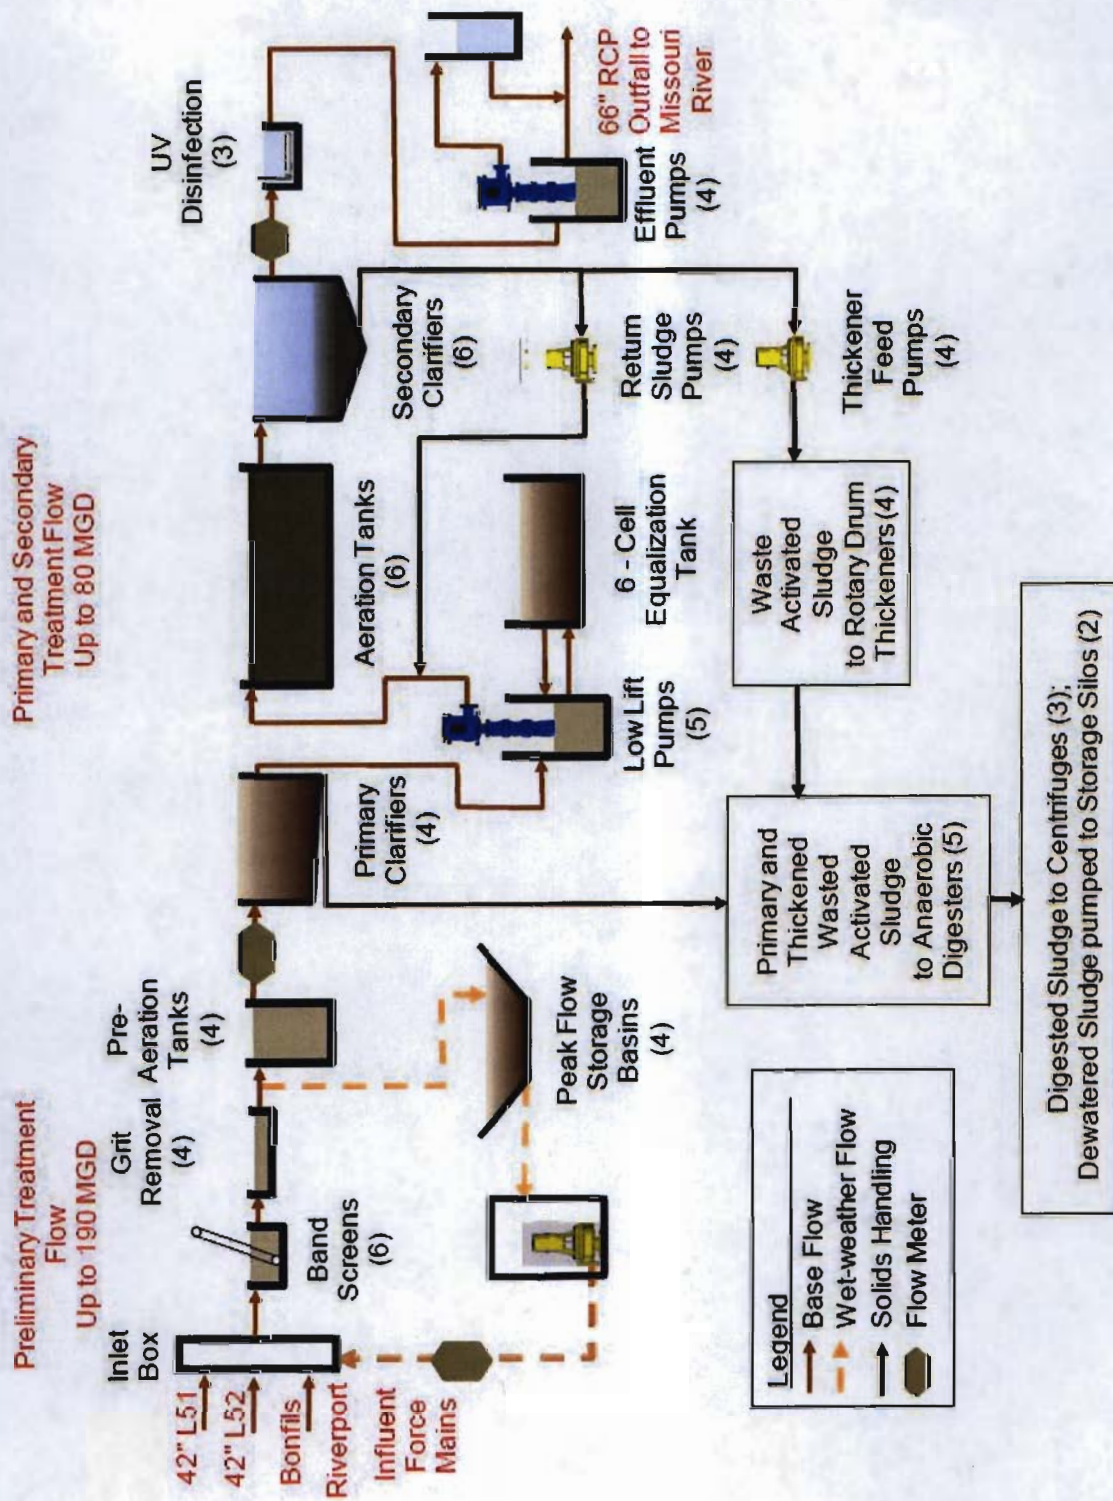 Preliminary Treatment
Flow
Up to 190 MGD
Primary and Secondary
Treatment Flow
Up to 80 MGD
42" L51
42" L52
Bonfils
Riverport
Influent
Force
Mains
Inlet
Box
Band
Screens
(6)
Grit
Removal
(4)
Pre-
Aeration
Tanks
(4)
Peak Flow
Storage
Basins
(4)
Primary
Clarifiers
(4)
Low Lift
Pumps
(5)
6 - Cell
Equalization
Tank
Aeration Tanks
(6)
Secondary
Clarifiers
(6)
Return
Sludge
Pumps
(4)
Thickener
Feed
Pumps
(4)
UV
Disinfection
(3)
Effluent
Pumps
(4)
66" RCP
Outfall to
Missouri
River
Waste
Activated
Sludge
to Rotary Drum
Thickeners (4)
Primary and
Thickened
Wasted
Activated
Sludge
to Anaerobic
Digesters (5)
Digested Sludge to Centrifuges (3);
Dewatered Sludge pumped to Storage Silos (2)
Legend
Base Flow
Wet-weather Flow
Solids Handling
Flow Meter